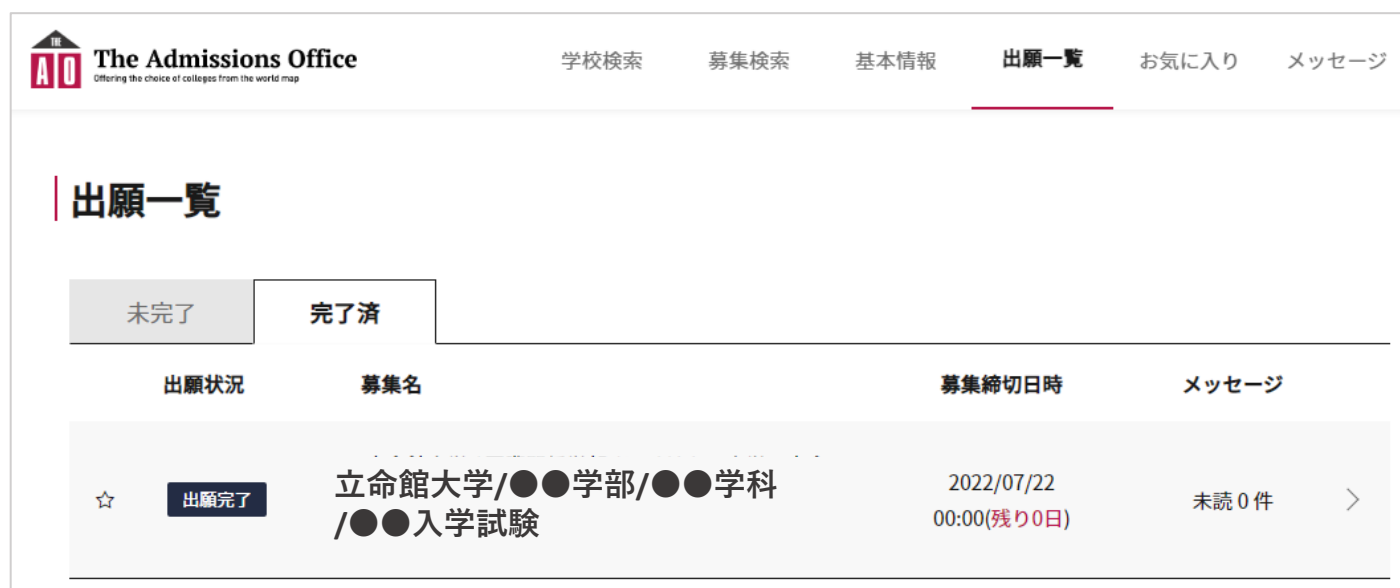 THE
AO
The Admissions Office
Offering the choice of colleges from the world map
学校検索 募集検索 基本情報 出願一覧 お気に入り メッセージ
出願一覧
未完了 完了済
出願状況 募集名 募集締切日時 メッセージ
☆ 出願完了 立命館大学/●●学部/●●学科
/●●入学試験
2022/07/22
00:00(残り0日)
未読 0 件